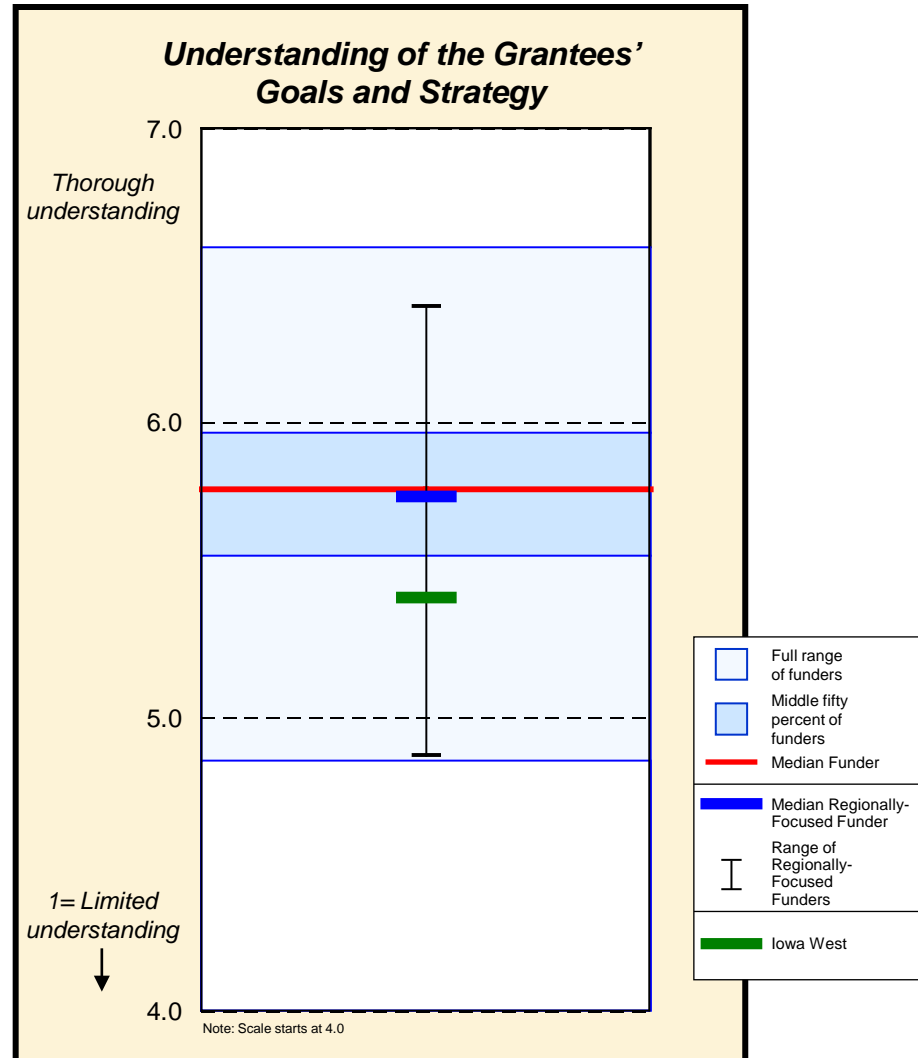 Understanding of the Grantees'
Goals and Strategy
7.0
Thorough
understanding
6.0
5.0
1= Limited
understanding
4.0
Note: Scale starts at 4.0
Full range
of funders
Middle fifty
percent of
funders
Median Funder
Median Regionally-
Focused Funder
Range of
Regionally-
Focused
Funders
Iowa West